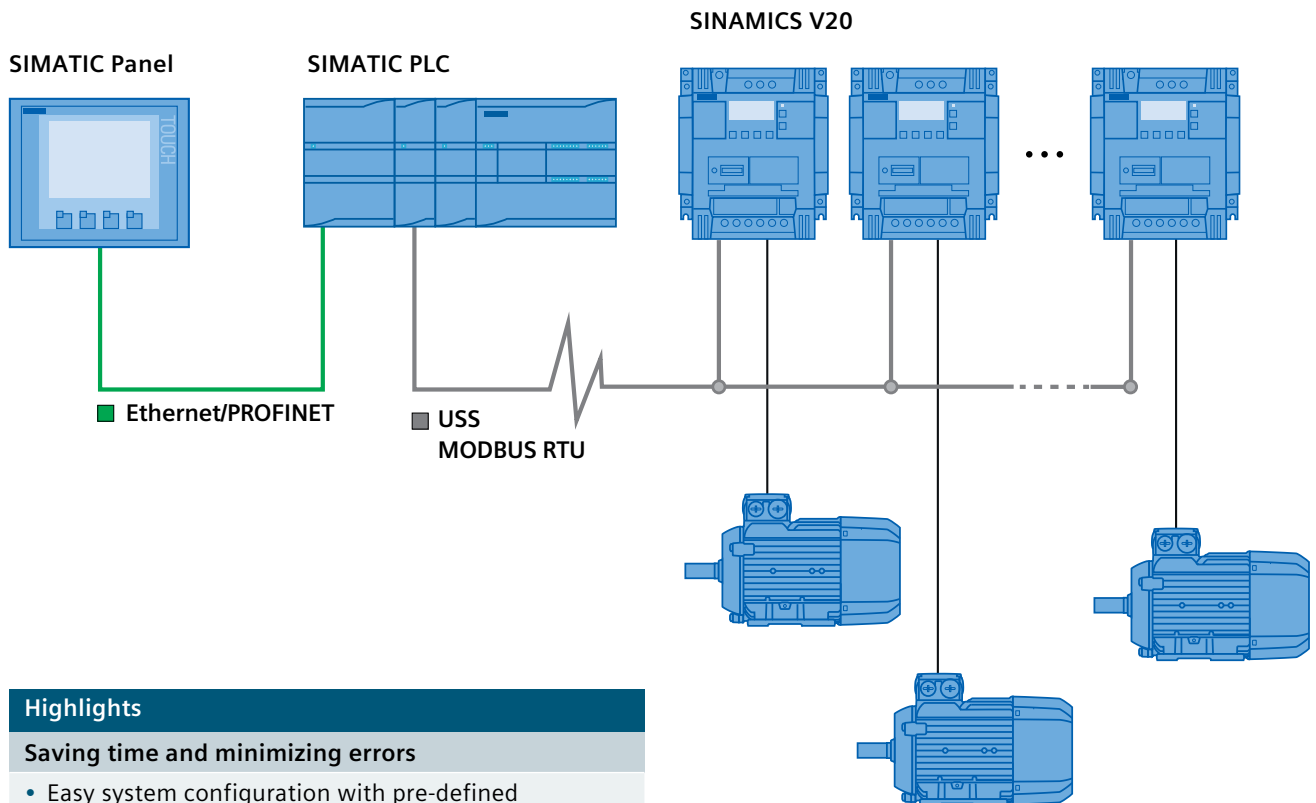 SINAMICS V20
SIMATIC Panel
SIMATIC PLC
TOUCH
Ethernet/PROFINET
USS
MODBUS RTU
Highlights
Saving time and minimizing errors
• Easy system configuration with pre-defined